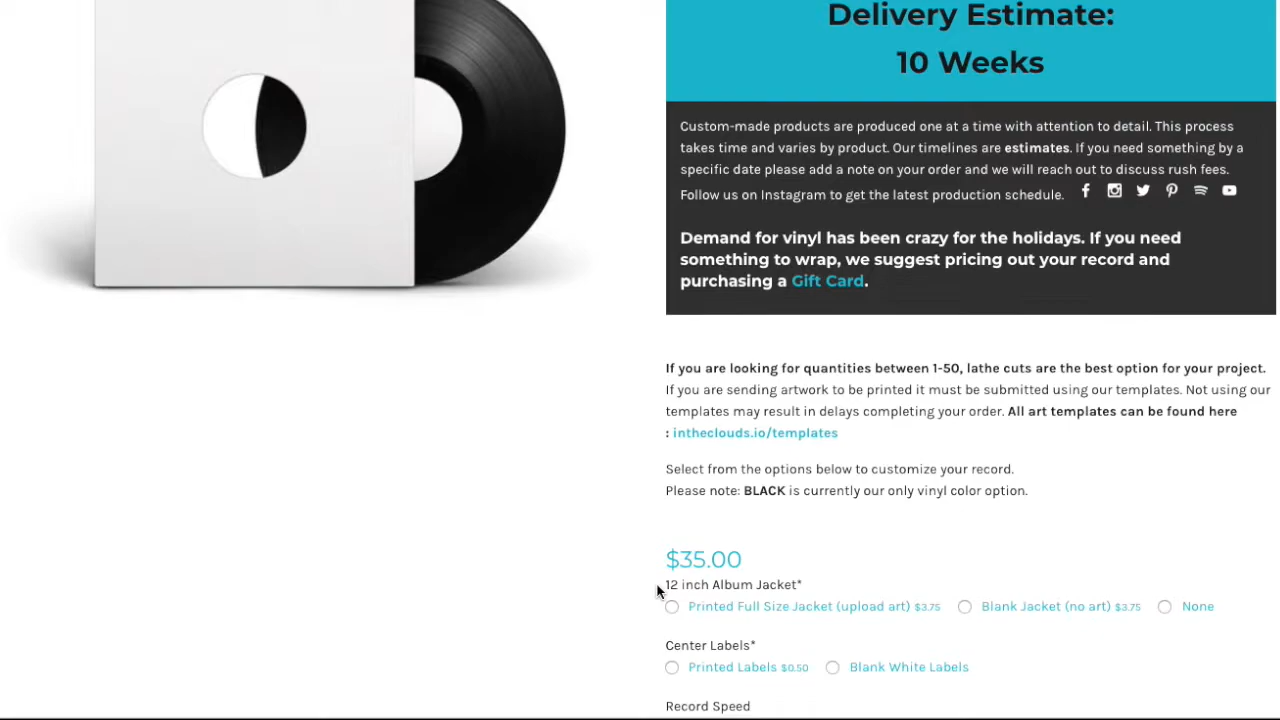 Delivery Estimate:
10 Weeks
Custom-made products are produced one at a time with attention to detail. This process
takes time and varies by product. Our timelines are estimates. If you need something by a
specific date please add a note on your order and we will reach out to discuss rush fees.
Follow us on Instagram to get the latest production schedule.
Demand for vinyl has been crazy for the holidays. If you need
something to wrap, we suggest pricing out your record and
purchasing a Gift Card.
If you are looking for quantities between 1-50, lathe cuts are the best option for your project.
If you are sending artwork to be printed it must be submitted using our templates. Not using our
templates may result in delays completing your order. All art templates can be found here
: intheclouds.io/templates
Select from the options below to customize your record.
Please note: BLACK is currently our only vinyl color option.
$35.00
12 inch Album Jacket*
Printed Full Size Jacket (upload art) $3.75 Blank Jacket (no art) $3.75 None
Center Labels*
Printed Labels $0.50 Blank White Labels
Record Speed